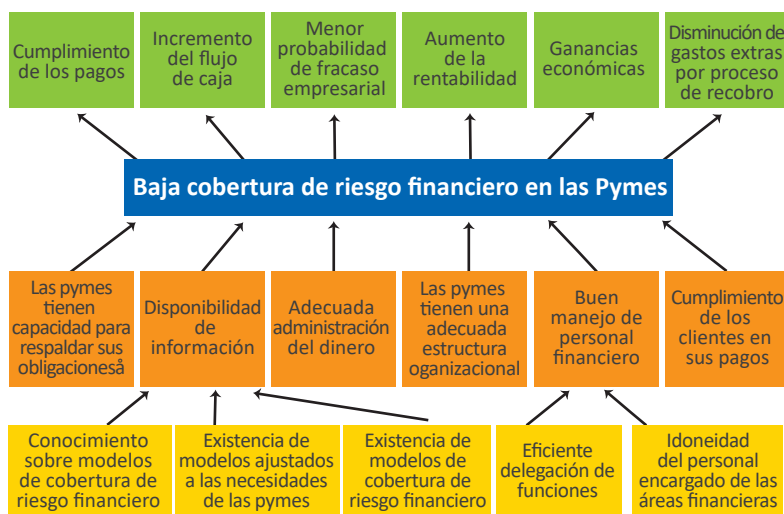 Cumplimiento
de los pagos
Incremento
del flujo
de caja
Menor
probabilidad
de fracaso
empresarial
Aumento
de la
rentabilidad
Ganancias
económicas
Disminución de
gastos extras
por proceso
de recobro
Baja cobertura de riesgo financiero en las Pymes
Las pymes
tienen
capacidad para
respaldar sus
obligacioneså
Disponibilidad
de
información
Adecuada
administración
del dinero
Las pymes
tienen una
adecuada
estructura
oganizacional
Buen
manejo de
personal
financiero
Cumplimiento
de los
clientes en
sus pagos
Conocimiento
sobre modelos
de cobertura de
riesgo financiero
Existencia de
modelos ajustados
a las necesidades
de las pymes
Existencia de
modelos de
cobertura de
riesgo financiero
Eficiente
delegación de
funciones
Idoneidad
del personal
encargado de las
áreas financieras